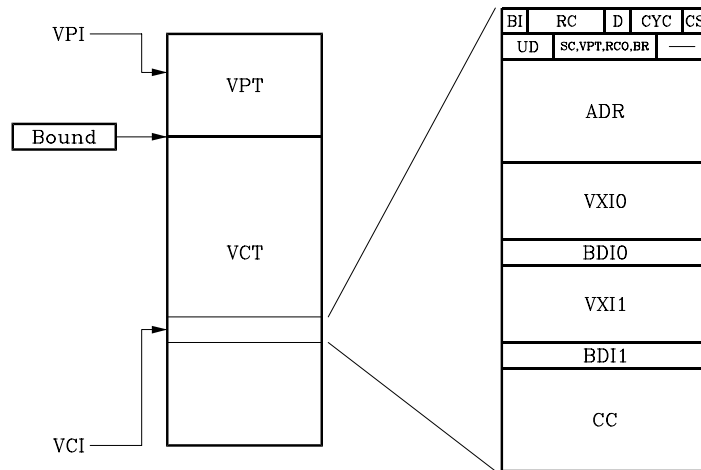 VPI
Bound
VCI
VPT
VCT
BI RC D CYC CS
UD SC,VPT,RCO,BR
ADR
VXI0
BDI0
VXI1
BDI1
CC